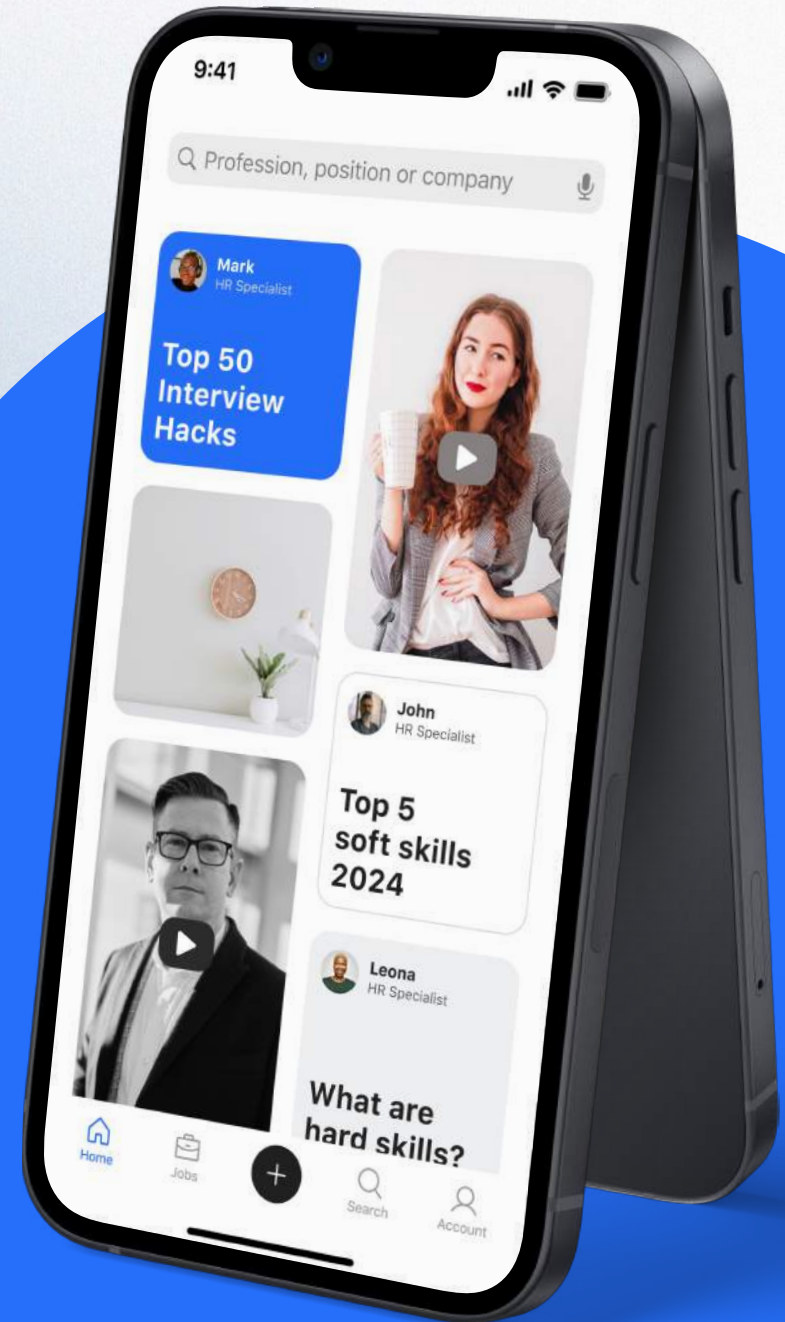 9:41
Profession, position or company
Mark
HR Specialist
Top 50
Interview
Hacks
John
HR Specialist
Top 5
soft skills
2024
Leona
HR Specialist
What are
hard skills?
Home
Jobs
Search
Account